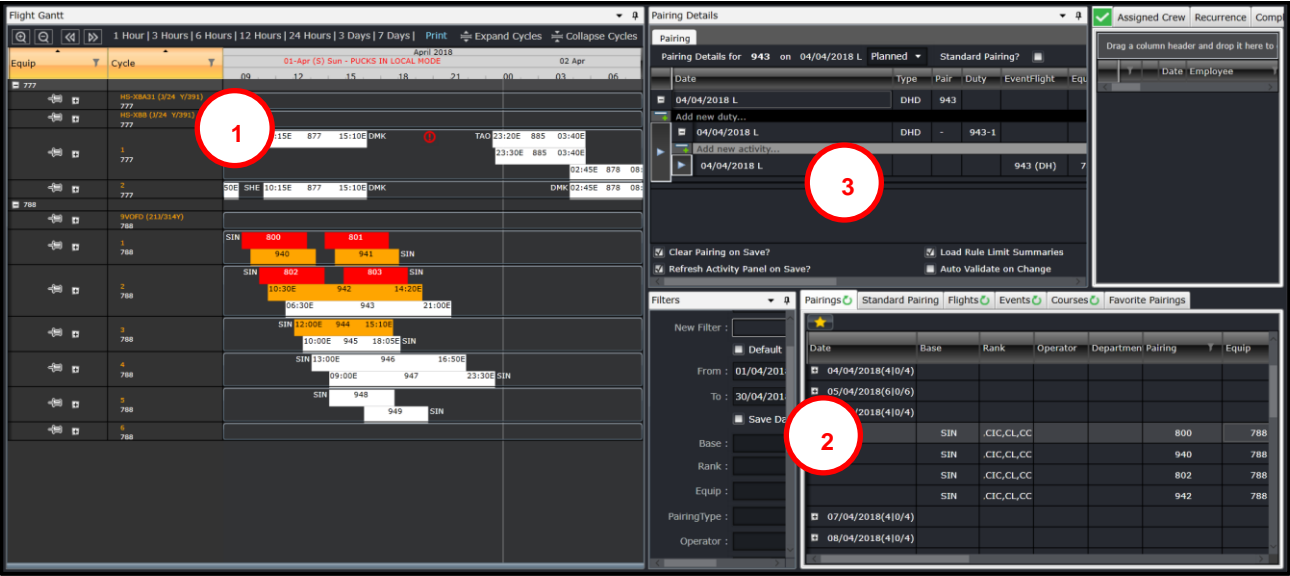 Flight Gantt
1 Hour | 3 Hours | 6 Hours | 12 Hours | 24 Hours | 3 Days | 7 Days | Print Expand Cycles Collapse Cycles
Equip Cycle
April 2018
01-Apr (S) Sun - PUCKS IN LOCAL MODE 02 Apr
09 12 15 18 21 00 03 06
777
HS-XBA31 (J/24 Y/391)
777
HS-XB8 (J/24 Y/391)
777
1
777
:15E 877 15:10E DMK TAO 23:20E 885 03:40E
23:30E 885 03:40E
02:45E 878 08:
2
777
50E SHE 10:15E 877 15:10E DMK DMK 02:45E 878 08:
788
9VOFD (21J/314Y)
788
1
788
SIN 800 801
940 941 SIN
2
788
SIN 802 803 SIN
10:30E 942 14:20E
06:30E 943 21:00E
3
788
SIN 12:00E 944 15:10E
10:00E 945 18:05E SIN
4
788
SIN 13:00E 946 16:50E
09:00E 947 23:30E SIN
5
788
SIN 948
949 SIN
6
788
1
Pairing Details
Pairing
Pairing Details for 943 on 04/04/2018 L Planned Standard Pairing?
Date Type Pair Duty EventFlight Equ
04/04/2018 L DHD 943
Add new duty...
04/04/2018 L DHD - 943-1
Add new activity...
04/04/2018 L 943 (DH) 7
3
Clear Pairing on Save? Load Rule Limit Summaries
Refresh Activity Panel on Save? Auto Validate on Change
Assigned Crew Recurrence Compl
Drag a column header and drop it here to
Date Employee
Filters
New Filter :
Default
From : 01/04/201
To : 30/04/201
Save Da
Base :
Rank :
Equip :
PairingType :
Operator :
2
Pairings Standard Pairing Flights Events Courses Favorite Pairings
Date Base Rank Operator Departmen Pairing Equip
04/04/2018(4|0/4)
05/04/2018(6|0/6)
/2018(4|0/4)
SIN .CIC,CL,CC 800 788
SIN .CIC,CL,CC 940 788
SIN .CIC,CL,CC 802 788
SIN .CIC,CL,CC 942 788
07/04/2018(4|0/4)
08/04/2018(4|0/4)